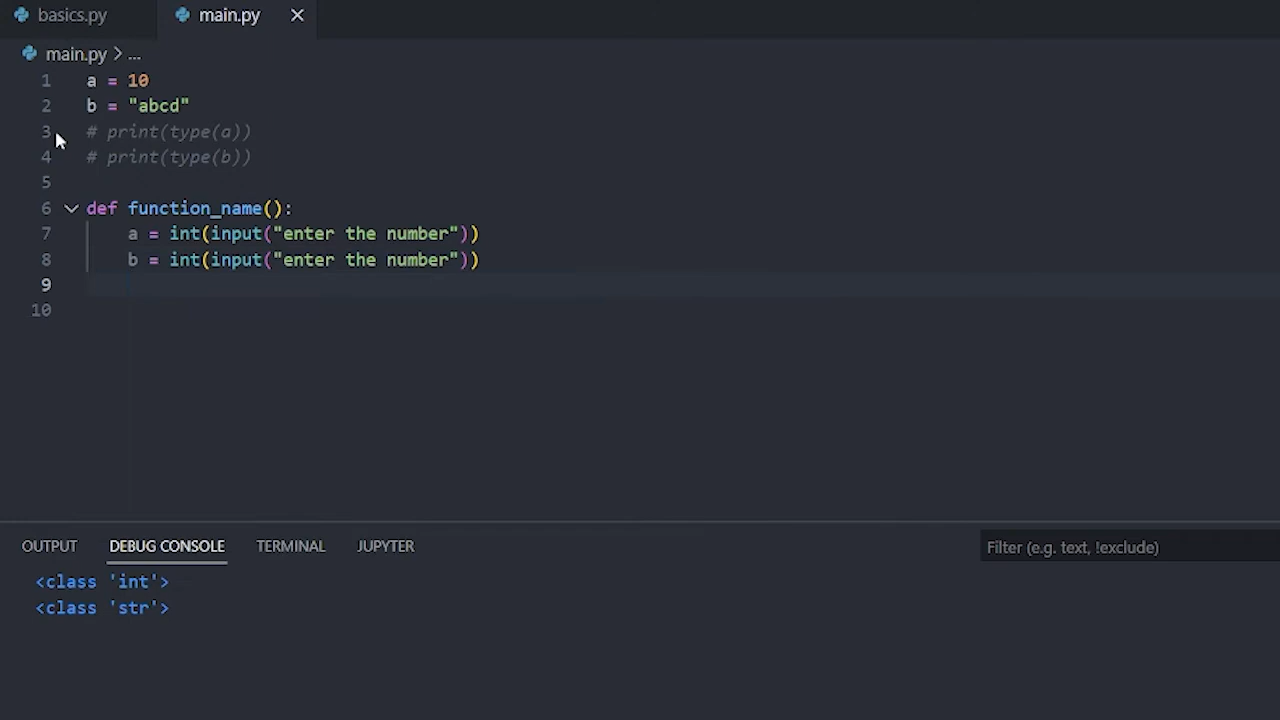 basics.py main.py
main.py > ...
1 a = 10
2 b = "abcd"
3 # print(type(a))
4 # print(type(b))
5
6 def function_name():
7 a = int(input("enter the number"))
8 b = int(input("enter the number"))
9
10
OUTPUT DEBUG CONSOLE TERMINAL JUPYTER Filter (e.g. text, !exclude)
<class 'int'>
<class 'str'>